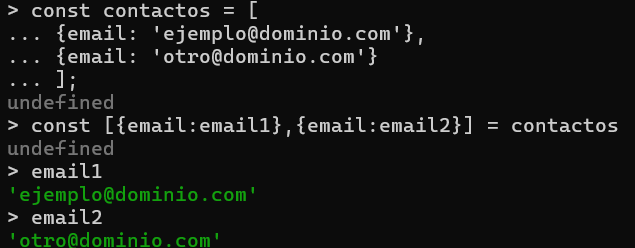 > const contactos = [
... {email: 'ejemplo@dominio.com'},
... {email: 'otro@dominio.com'}
... ];
undefined
> const [{email:email1},{email:email2}] = contactos
undefined
> email1
'ejemplo@dominio.com'
> email2
'otro@dominio.com'